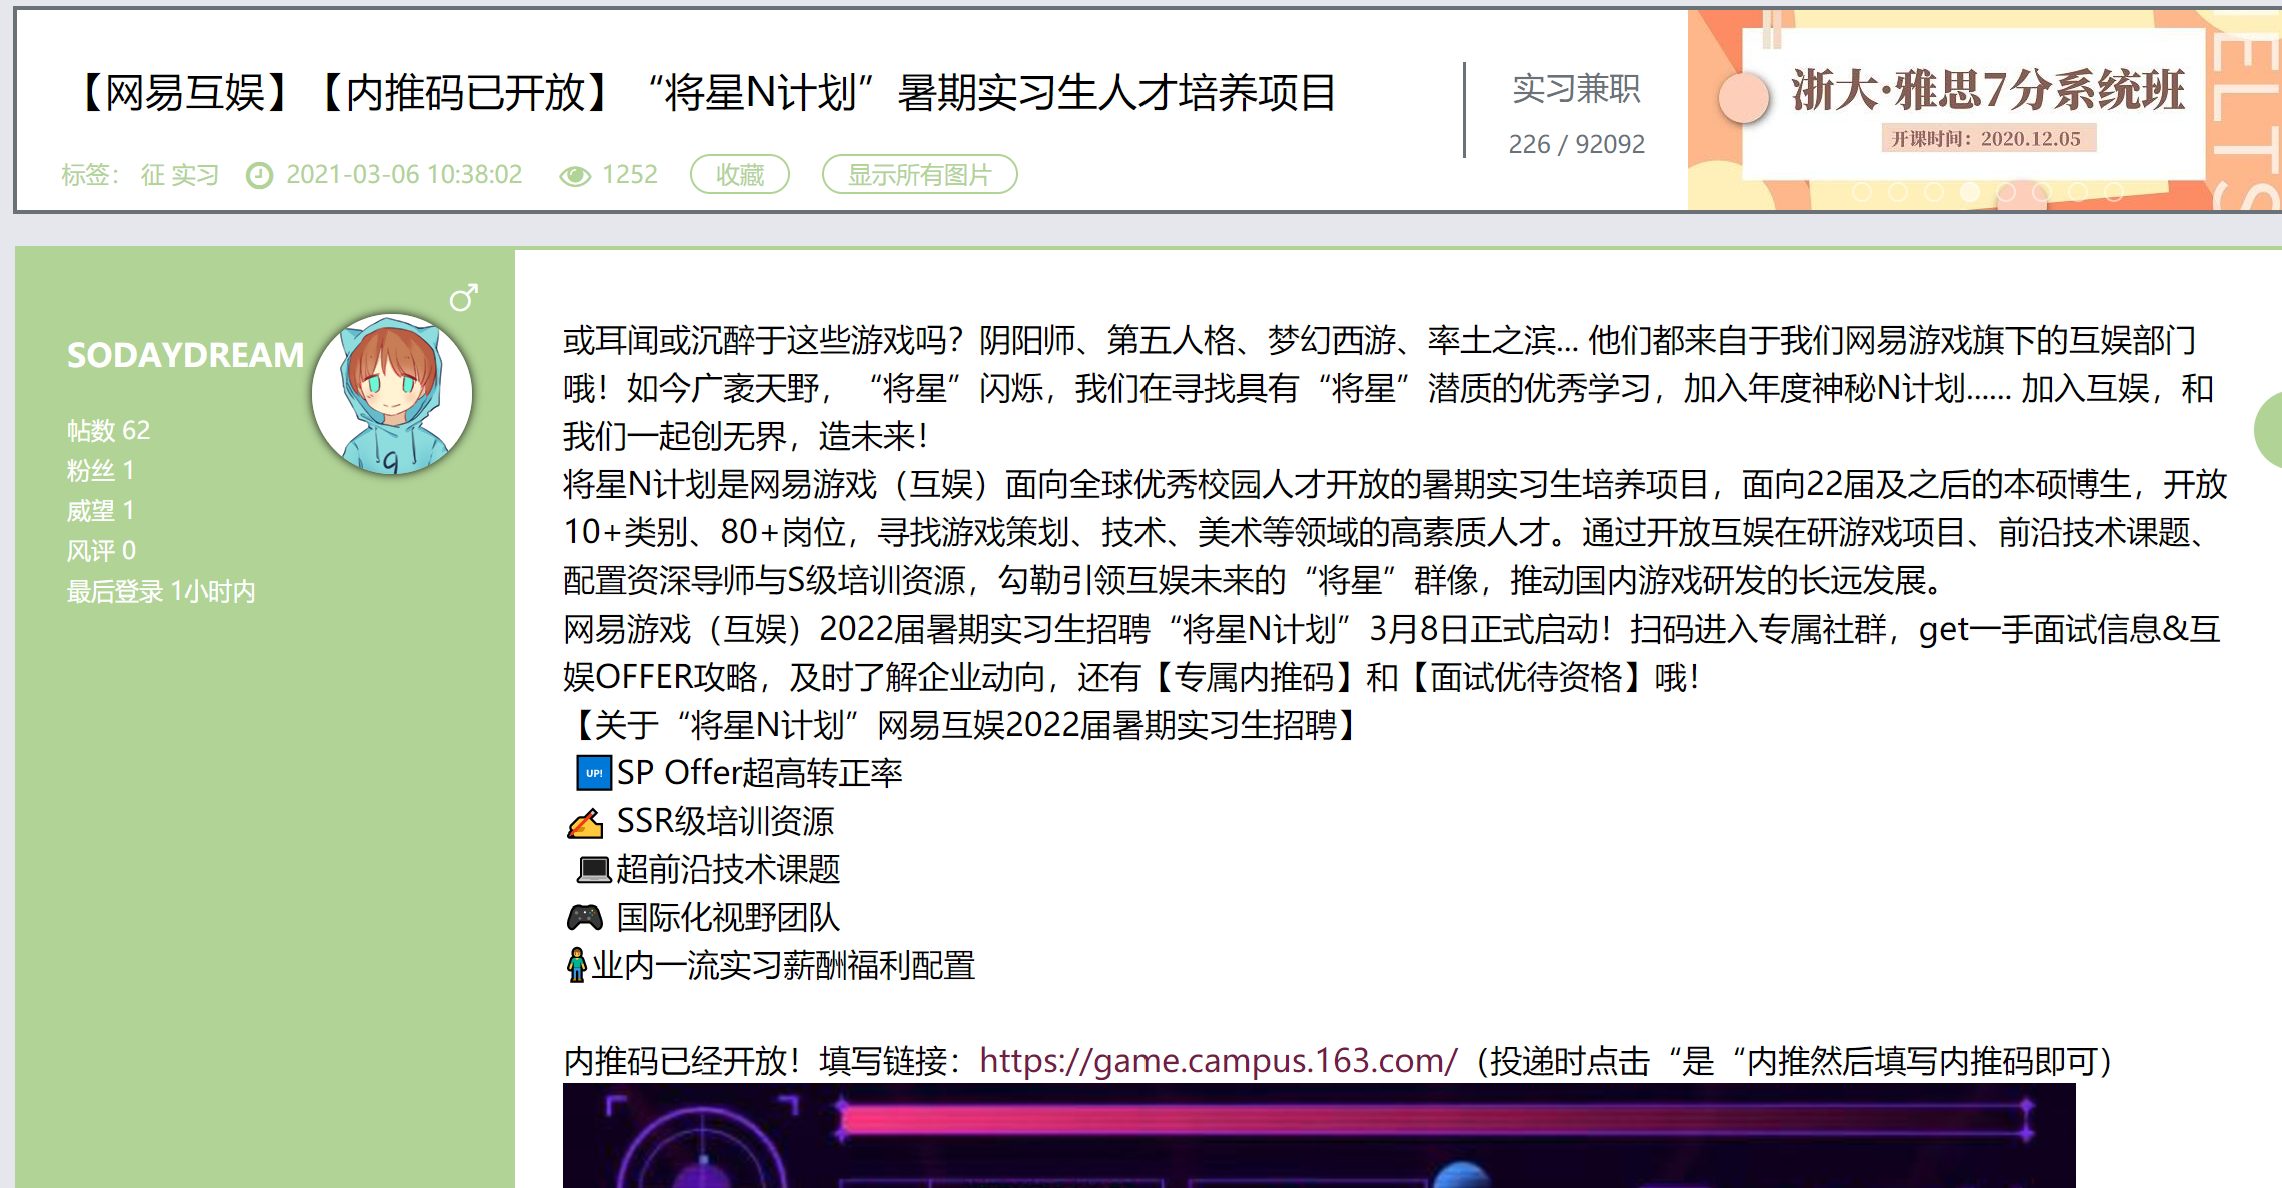 【网易互娱】【内推码已开放】“将星N计划”暑期实习生人才培养项目
标签： 征 实习 2021-03-06 10:38:02 1252 收藏 显示所有图片
实习兼职
226 / 92092
浙大·雅思7分系统班
开课时间：2020.12.05
ELTS
SODAYDREAM
帖数 62
粉丝 1
威望 1
风评 0
最后登录 1小时内
或耳闻或沉醉于这些游戏吗？阴阳师、第五人格、梦幻西游、率土之滨... 他们都来自于我们网易游戏旗下的互娱部门
哦！如今广袤天野，“将星”闪烁，我们在寻找具有“将星”潜质的优秀学习，加入年度神秘N计划...... 加入互娱，和
我们一起创无界，造未来！
将星N计划是网易游戏（互娱）面向全球优秀校园人才开放的暑期实习生培养项目，面向22届及之后的本硕博生，开放
10+类别、80+岗位，寻找游戏策划、技术、美术等领域的高素质人才。通过开放互娱在研游戏项目、前沿技术课题、
配置资深导师与S级培训资源，勾勒引领互娱未来的“将星”群像，推动国内游戏研发的长远发展。
网易游戏（互娱）2022届暑期实习生招聘“将星N计划”3月8日正式启动！扫码进入专属社群，get一手面试信息&互
娱OFFER攻略，及时了解企业动向，还有【专属内推码】和【面试优待资格】哦！
【关于“将星N计划”网易互娱2022届暑期实习生招聘】
UP! SP Offer超高转正率
SSR级培训资源
超前沿技术课题
国际化视野团队
业内一流实习薪酬福利配置
内推码已经开放！填写链接：https://game.campus.163.com/（投递时点击“是“内推然后填写内推码即可）